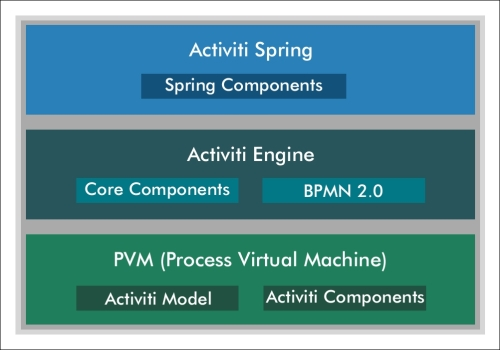 Activiti Spring
Spring Components
Activiti Engine
Core Components
BPMN 2.0
PVM (Process Virtual Machine)
Activiti Model
Activiti Components